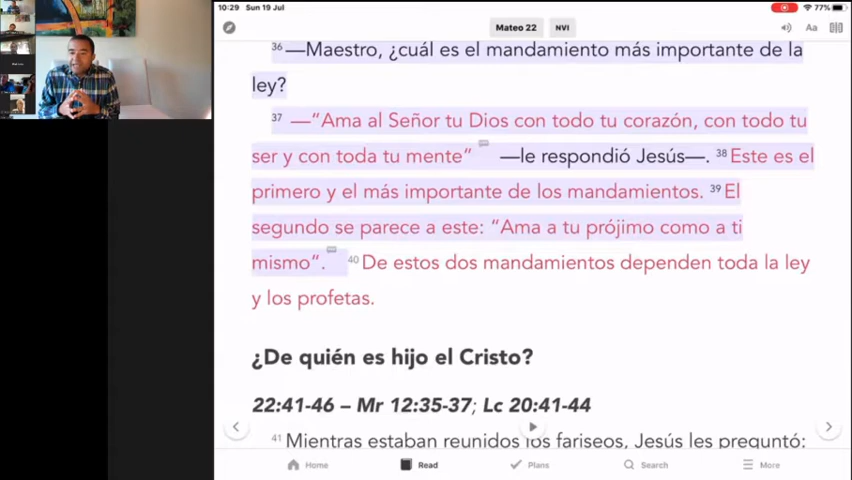 10:29 Sun 19 Jul
77%
Mateo 22
NVI
Aa
36 —Maestro, ¿cuál es el mandamiento más importante de la
ley?
37 —“Ama al Señor tu Dios con todo tu corazón, con todo tu
ser y con toda tu mente” —le respondió Jesús—. 38 Este es el
primero y el más importante de los mandamientos. 39 El
segundo se parece a este: “Ama a tu prójimo como a ti
mismo”. 40 De estos dos mandamientos dependen toda la ley
y los profetas.
¿De quién es hijo el Cristo?
22:41-46 – Mr 12:35-37; Lc 20:41-44
41 Mientras estaban reunidos los fariseos, Jesús les preguntó:
Home
Read
Plans
Search
More